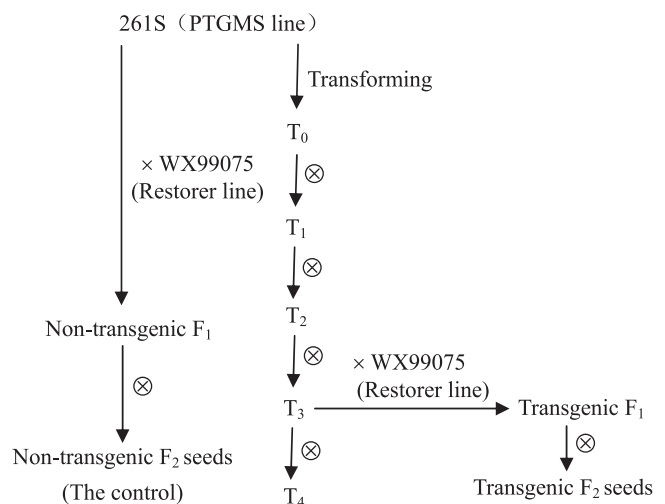 261S（PTGMS line）
Transforming
T₀
× WX99075
(Restorer line)
⊗
T₁
⊗
Non-transgenic F₁
T₂
⊗
⊗
× WX99075
(Restorer line)
T₃
Transgenic F₁
Non-transgenic F₂ seeds
(The control)
⊗
⊗
T₄
Transgenic F₂ seeds